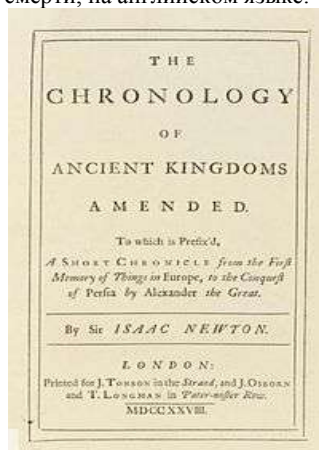 смерти, на английском языке.
THE
CHRONOLOGY
OF
ANCIENT KINGDOMS
AMENDED.
To which is Prefix'd,
A SHORT CHRONICLE from the First
Memory of Things in Europe, to the Conquest
of Persia by Alexander the Great.
By Sir ISAAC NEWTON.
LONDON:
Printed for J. TONSON in the Strand, and J. OSBORN
and T. LONGMAN in Pater-noster Row.
MDCCXXVIII.